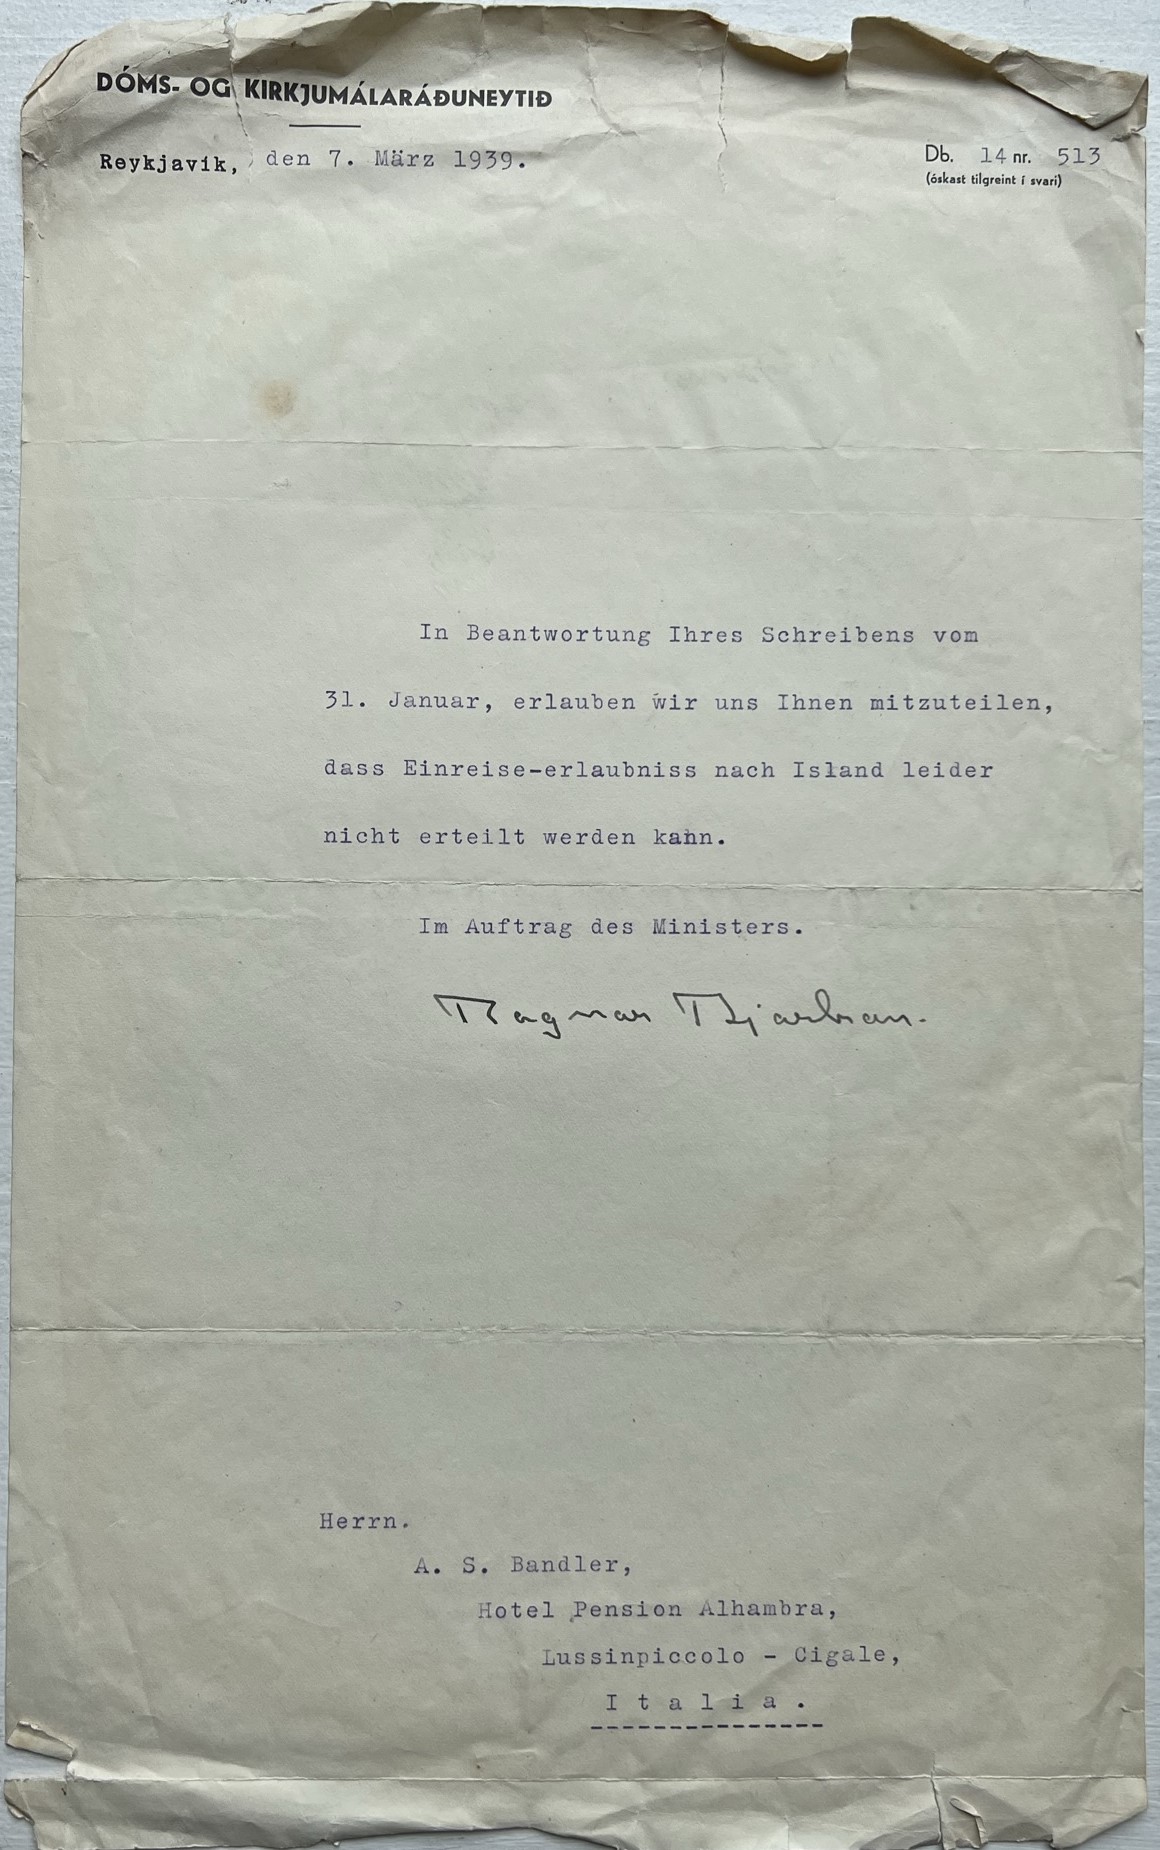 DÓMS- OG KIRKJUMÁLARÁÐUNEYTIÐ
Reykjavík, den 7. März 1939.
Db. 14 nr. 513
(óskast tilgreint í svari)
In Beantwortung Ihres Schreibens vom
31. Januar, erlauben wir uns Ihnen mitzuteilen,
dass Einreise-erlaubniss nach Island leider
nicht erteilt werden kann.
Im Auftrag des Ministers.
Ragnar Bjarkan.
Herrn.
A. S. Bandler,
Hotel Pension Alhambra,
Lussinpiccolo - Cigale,
I t a l i a .